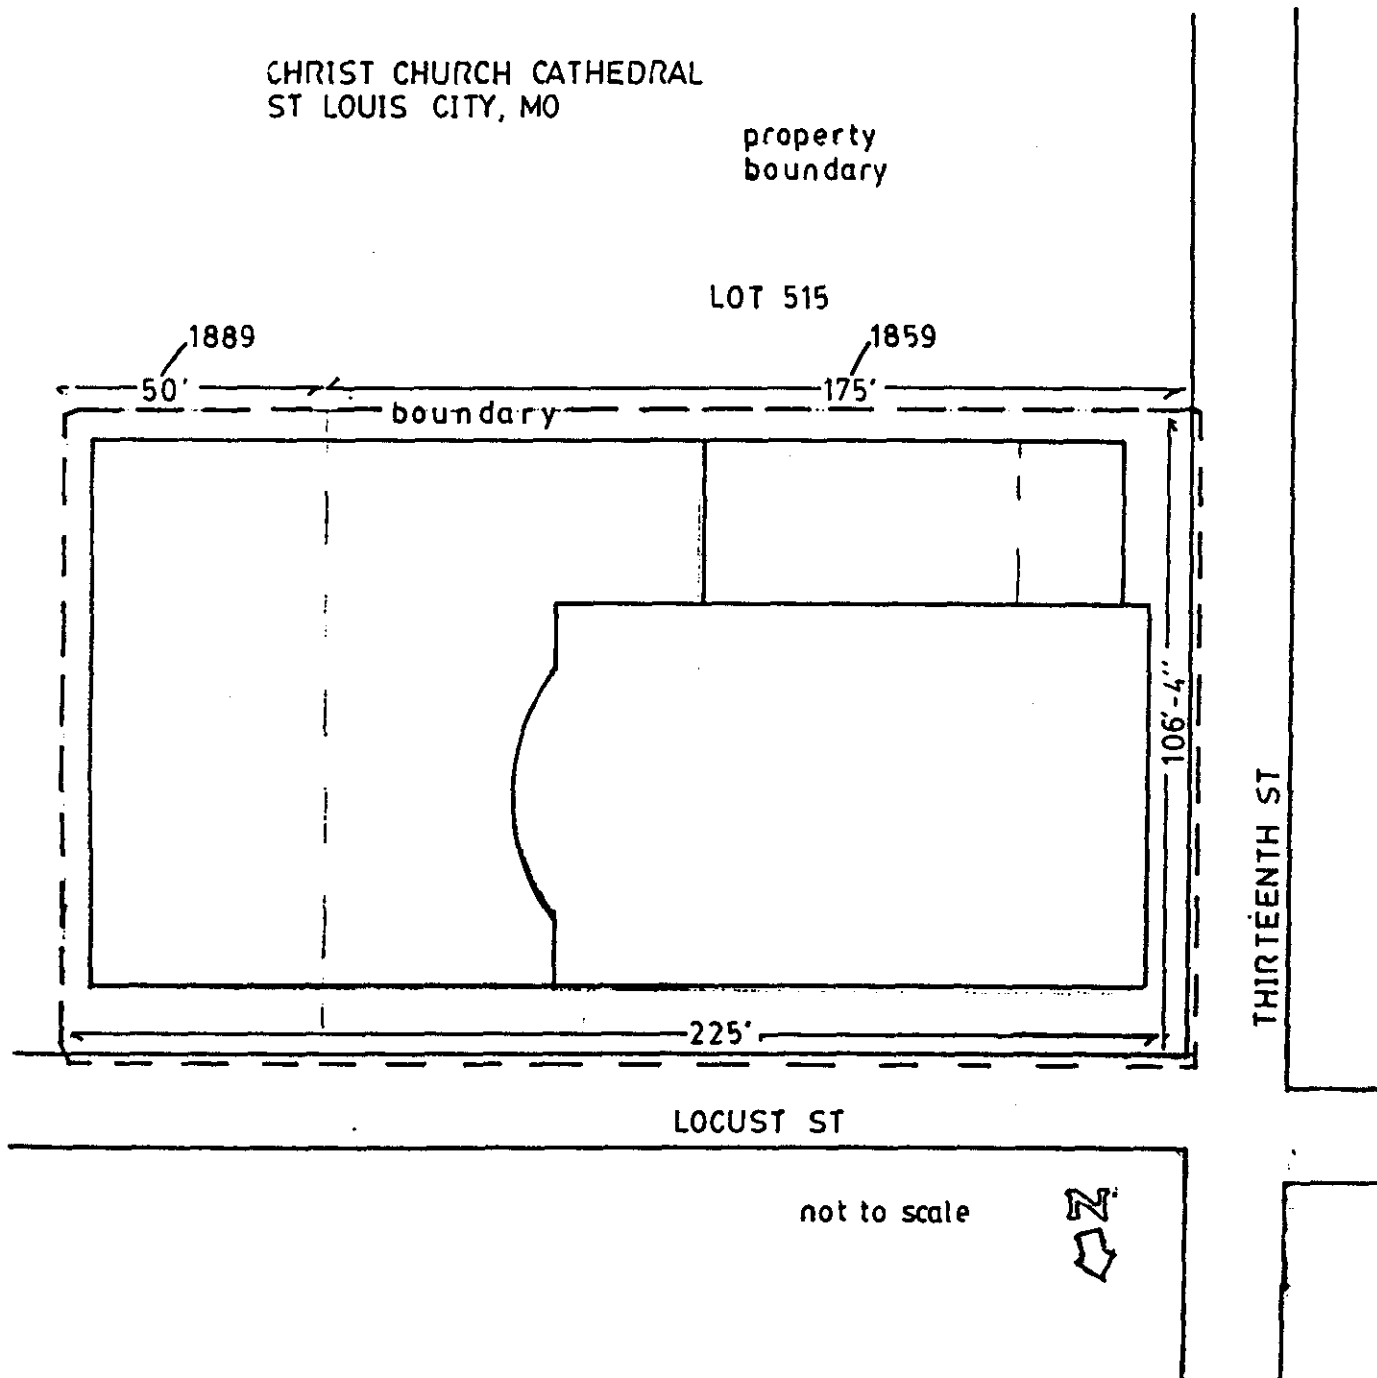 CHRIST CHURCH CATHEDRAL
ST LOUIS CITY, MO
property
boundary
LOT 515
1889
1859
50'
175'
boundary
106'-4"
THIRTEENTH ST
225'
LOCUST ST
not to scale
N